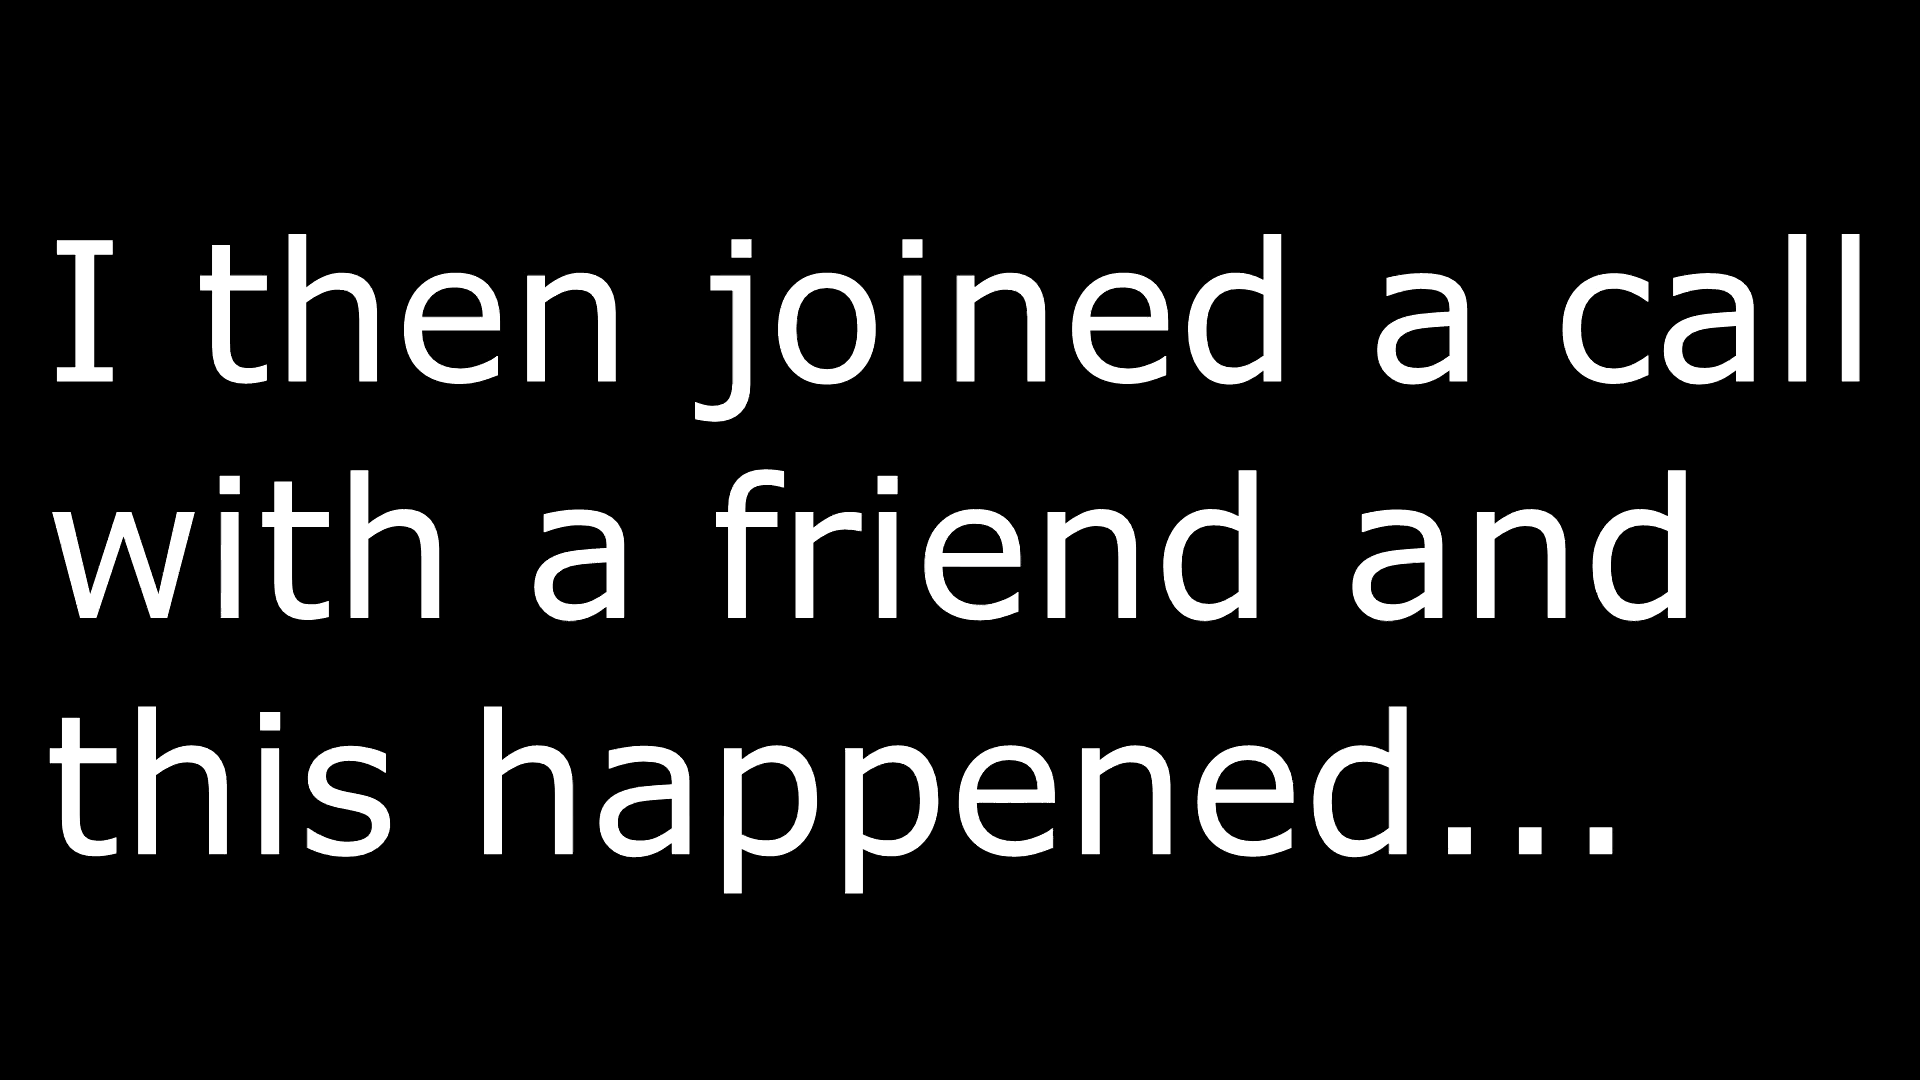 I then joined a call
with a friend and
this happened...